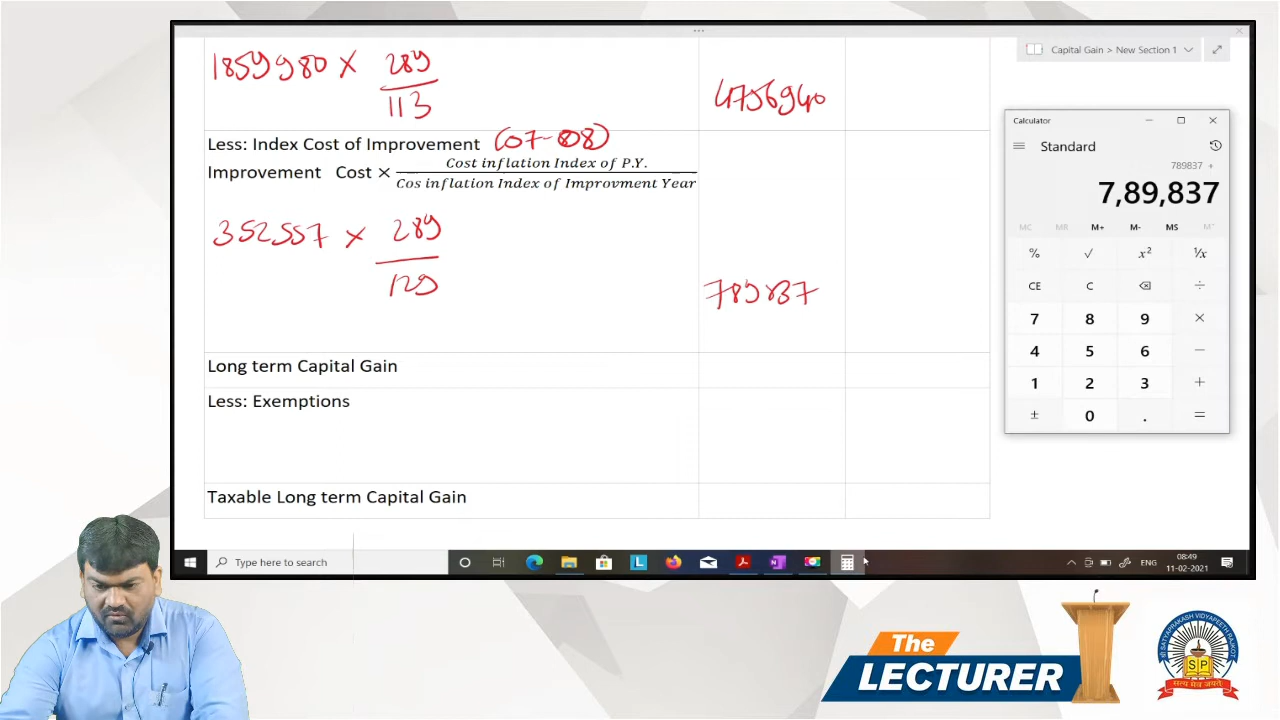 Capital Gain > New Section 1
1859980 × 289
113
4756940
Less: Index Cost of Improvement (07-08)
Improvement Cost × Cost inflation Index of P.Y.
Cos inflation Index of Improvment Year
352557 × 289
129
789837
Long term Capital Gain
Less: Exemptions
Taxable Long term Capital Gain
Calculator
Standard
789837 +
7,89,837
MC MR M+ M- MS M˅
% √ x² ¹/x
CE C ÷
7 8 9 ×
4 5 6 −
1 2 3 +
± 0 . =
Type here to search
ENG
08:49
11-02-2021
The
LECTURER
SP